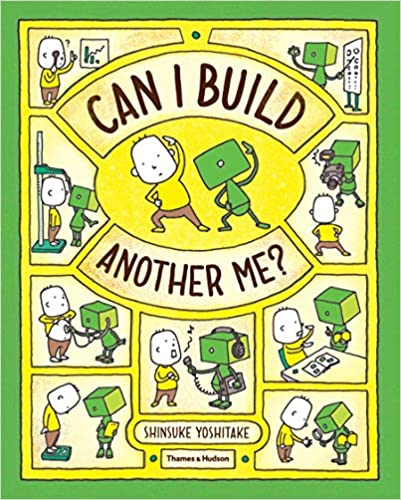 CAN I BUILD
ANOTHER ME?
SHINSUKE YOSHITAKE
Thames & Hudson